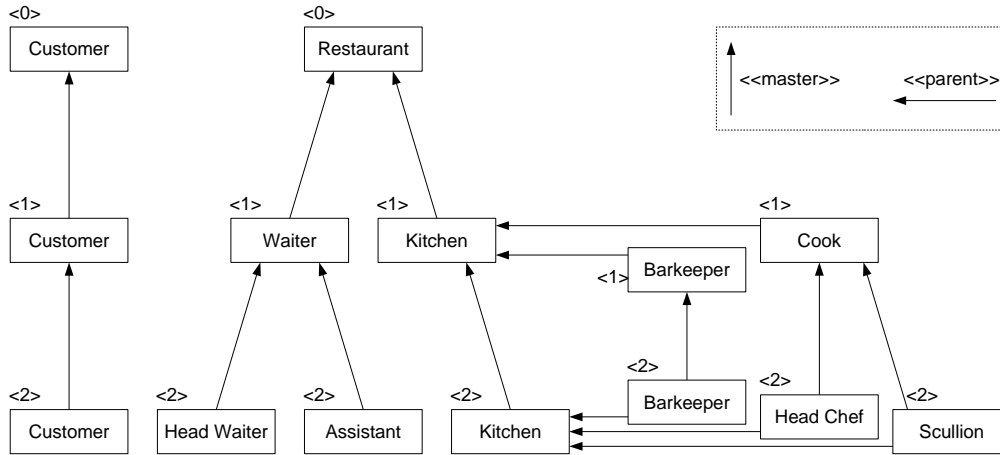 <0> <0>
Customer Restaurant
<<master>> <<parent>>
<1> <1> <1> <1>
Customer Waiter Kitchen Cook
<1> Barkeeper
<2> <2> <2> <2> <2> <2>
Customer Head Waiter Assistant Kitchen Barkeeper Head Chef Scullion